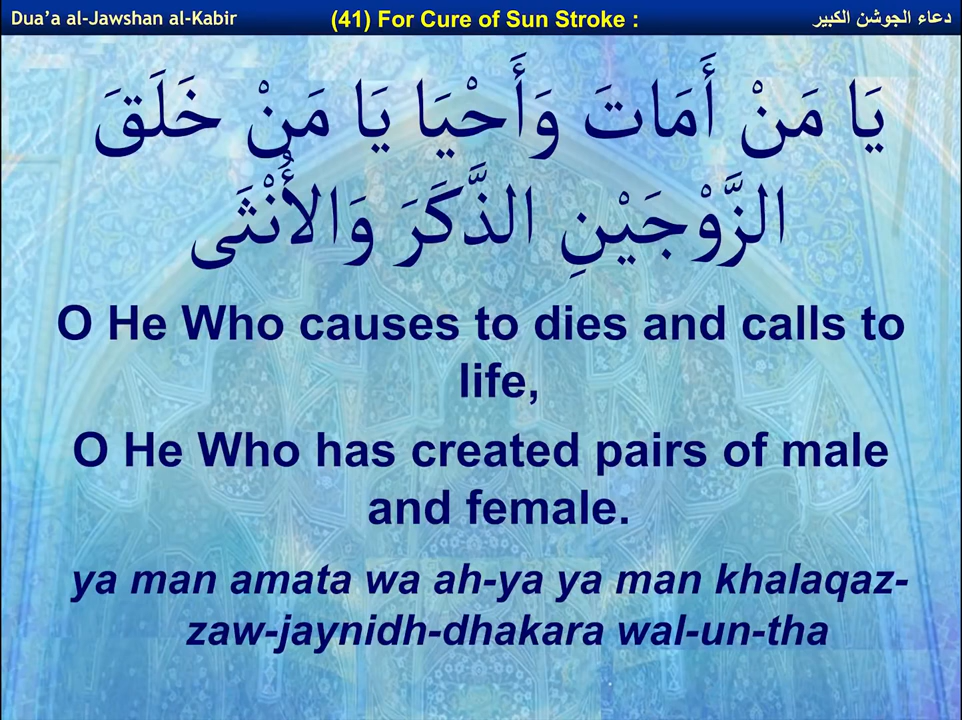 Dua'a al-Jawshan al-Kabir (41) For Cure of Sun Stroke : دعاء الجوشن الكبير
يَا مَنْ أَمَاتَ وَأَحْيَا يَا مَنْ خَلَقَ
الزَّوْجَيْنِ الذَّكَرَ وَالأُنْثَى
O He Who causes to dies and calls to
life,
O He Who has created pairs of male
and female.
ya man amata wa ah-ya ya man khalaqaz-
zaw-jaynidh-dhakara wal-un-tha